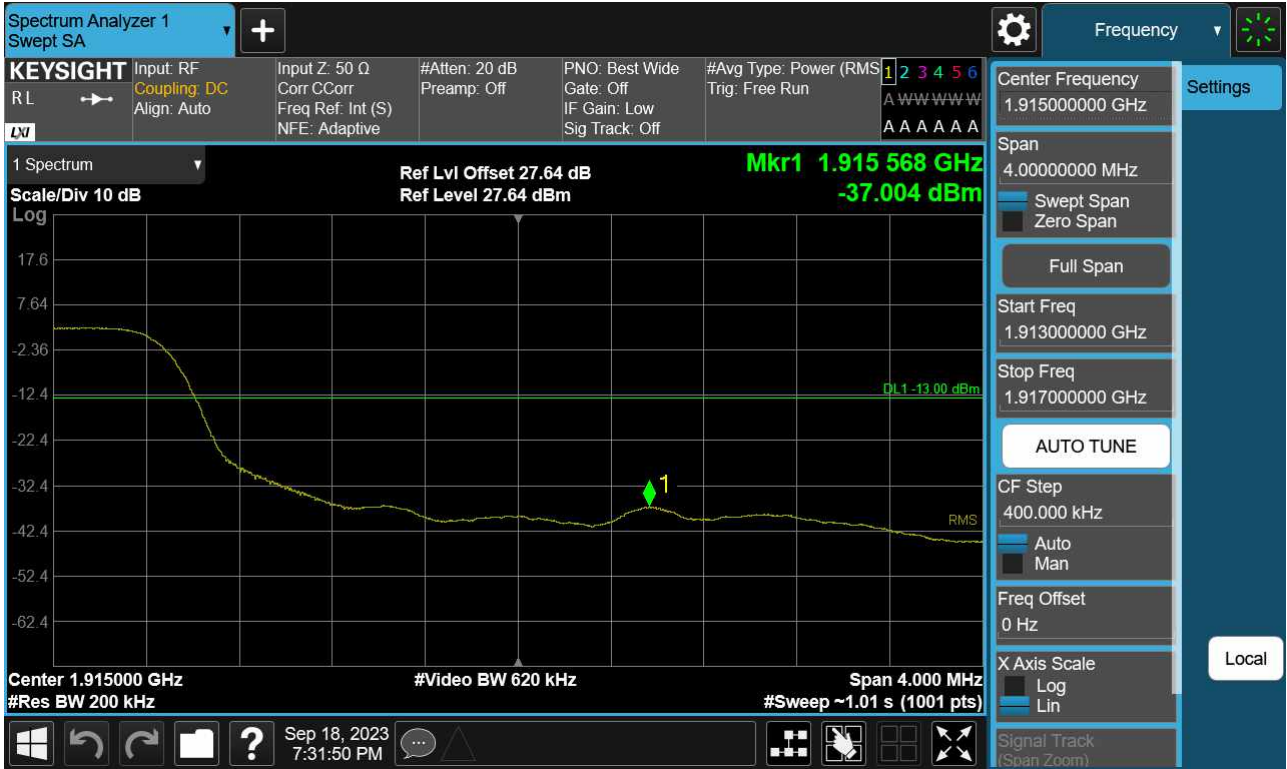 Spectrum Analyzer 1
Swept SA
Frequency
KEYSIGHT
RL
LXI
Input: RF
Coupling: DC
Align: Auto
Input Z: 50 Ω
Corr CCorr
Freq Ref: Int (S)
NFE: Adaptive
#Atten: 20 dB
Preamp: Off
PNO: Best Wide
Gate: Off
IF Gain: Low
Sig Track: Off
#Avg Type: Power (RMS
Trig: Free Run
1 2 3 4 5 6
A W W W W W
A A A A A A
1 Spectrum
Scale/Div 10 dB
Log
Ref Lvl Offset 27.64 dB
Ref Level 27.64 dBm
Mkr1 1.915 568 GHz
-37.004 dBm
17.6
7.64
-2.36
-12.4
-22.4
-32.4
-42.4
-52.4
-62.4
DL1 -13.00 dBm
1
RMS
Center 1.915000 GHz
#Res BW 200 kHz
#Video BW 620 kHz
Span 4.000 MHz
#Sweep ~1.01 s (1001 pts)
Center Frequency
1.915000000 GHz
Span
4.00000000 MHz
Swept Span
Zero Span
Full Span
Start Freq
1.913000000 GHz
Stop Freq
1.917000000 GHz
AUTO TUNE
CF Step
400.000 kHz
Auto
Man
Freq Offset
0 Hz
X Axis Scale
Log
Lin
Signal Track
(Span Zoom)
Settings
Local
?
Sep 18, 2023
7:31:50 PM